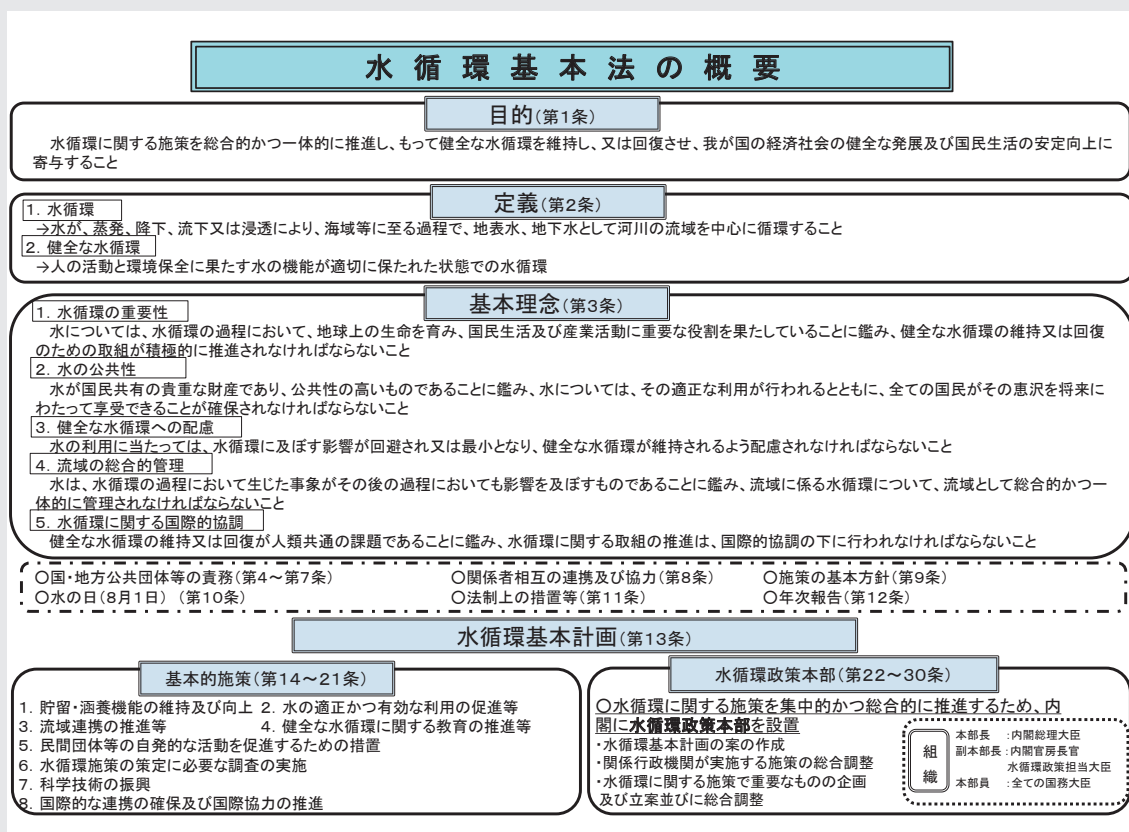 水循環基本法の概要
目的(第1条)
水循環に関する施策を総合的かつ一体的に推進し、もって健全な水循環を維持し、又は回復させ、我が国の経済社会の健全な発展及び国民生活の安定向上に
寄与すること
定義(第2条)
1. 水循環
→水が、蒸発、降下、流下又は浸透により、海域等に至る過程で、地表水、地下水として河川の流域を中心に循環すること
2. 健全な水循環
→人の活動と環境保全に果たす水の機能が適切に保たれた状態での水循環
基本理念(第3条)
1. 水循環の重要性
水については、水循環の過程において、地球上の生命を育み、国民生活及び産業活動に重要な役割を果たしていることに鑑み、健全な水循環の維持又は回復
のための取組が積極的に推進されなければならないこと
2. 水の公共性
水が国民共有の貴重な財産であり、公共性の高いものであることに鑑み、水については、その適正な利用が行われるとともに、全ての国民がその恵沢を将来に
わたって享受できることが確保されなければならないこと
3. 健全な水循環への配慮
水の利用に当たっては、水循環に及ぼす影響が回避され又は最小となり、健全な水循環が維持されるよう配慮されなければならないこと
4. 流域の総合的管理
水は、水循環の過程において生じた事象がその後の過程においても影響を及ぼすものであることに鑑み、流域に係る水循環について、流域として総合的かつ一
体的に管理されなければならないこと
5. 水循環に関する国際的協調
健全な水循環の維持又は回復が人類共通の課題であることに鑑み、水循環に関する取組の推進は、国際的協調の下に行われなければならないこと
○国・地方公共団体等の責務(第4~第7条) ○関係者相互の連携及び協力(第8条) ○施策の基本方針(第9条)
○水の日(8月1日) (第10条) ○法制上の措置等(第11条) ○年次報告(第12条)
水循環基本計画(第13条)
基本的施策(第14~21条)
1. 貯留・涵養機能の維持及び向上 2. 水の適正かつ有効な利用の促進等
3. 流域連携の推進等 4. 健全な水循環に関する教育の推進等
5. 民間団体等の自発的な活動を促進するための措置
6. 水循環施策の策定に必要な調査の実施
7. 科学技術の振興
8. 国際的な連携の確保及び国際協力の推進
水循環政策本部(第22~30条)
○水循環に関する施策を集中的かつ総合的に推進するため、内
閣に水循環政策本部を設置
・水循環基本計画の案の作成
・関係行政機関が実施する施策の総合調整
・水循環に関する施策で重要なものの企画
及び立案並びに総合調整
組織
本部長 :内閣総理大臣
副本部長:内閣官房長官
水循環政策担当大臣
本部員 :全ての国務大臣